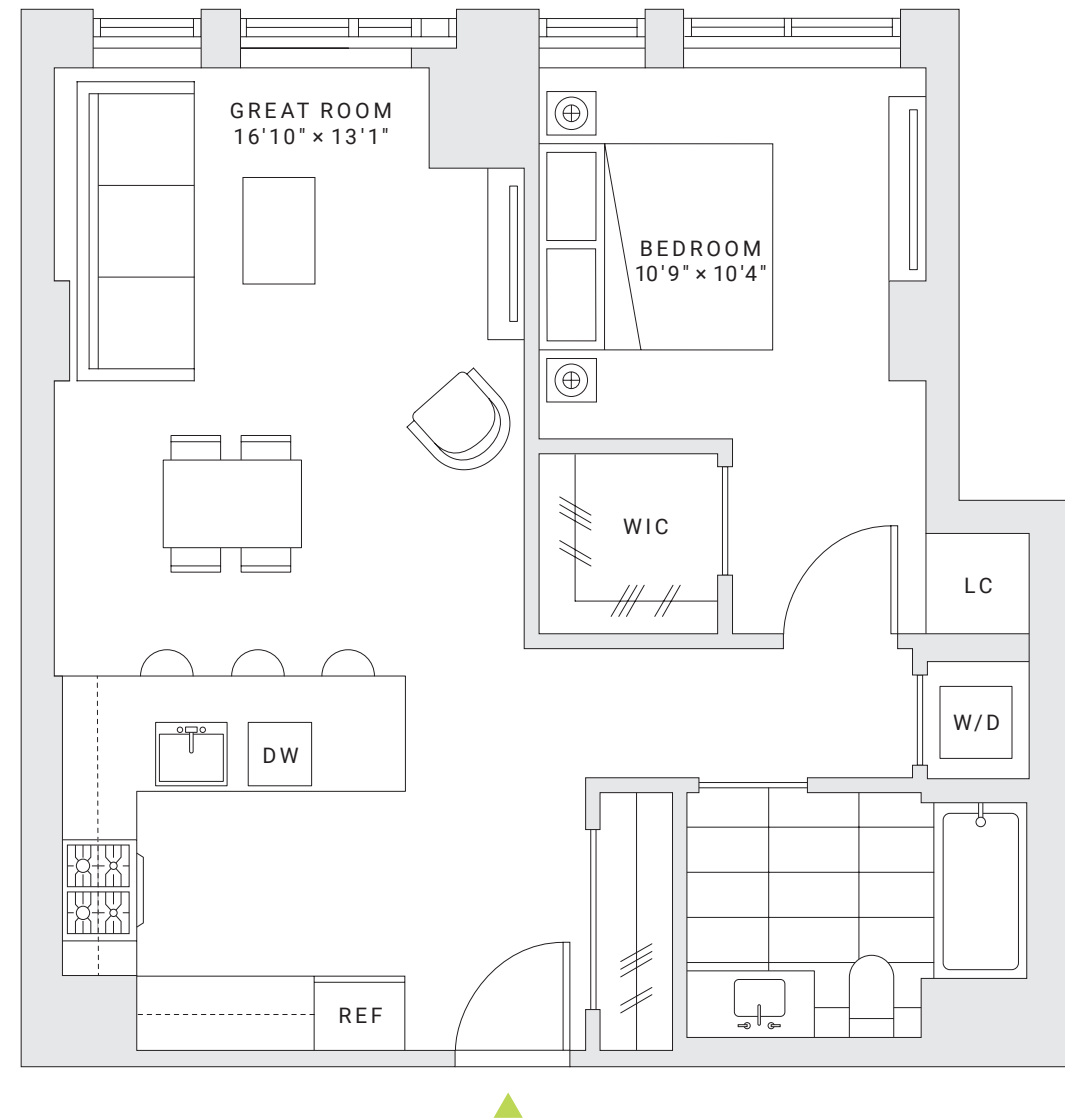 GREAT ROOM
16'10" × 13'1"
BEDROOM
10'9" × 10'4"
WIC
LC
W/D
DW
REF